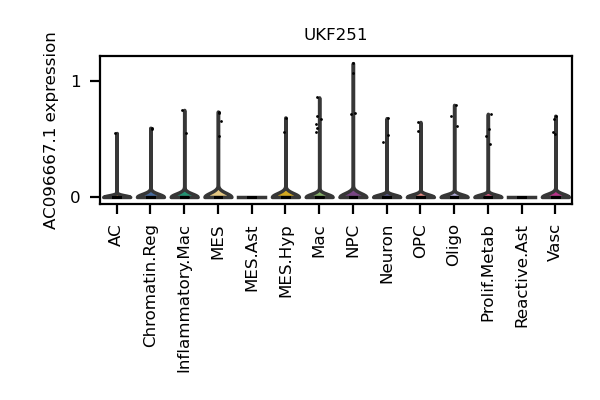 UKF251
AC096667.1 expression
1
0
AC
Chromatin.Reg
Inflammatory.Mac
MES
MES.Ast
MES.Hyp
Mac
NPC
Neuron
OPC
Oligo
Prolif.Metab
Reactive.Ast
Vasc